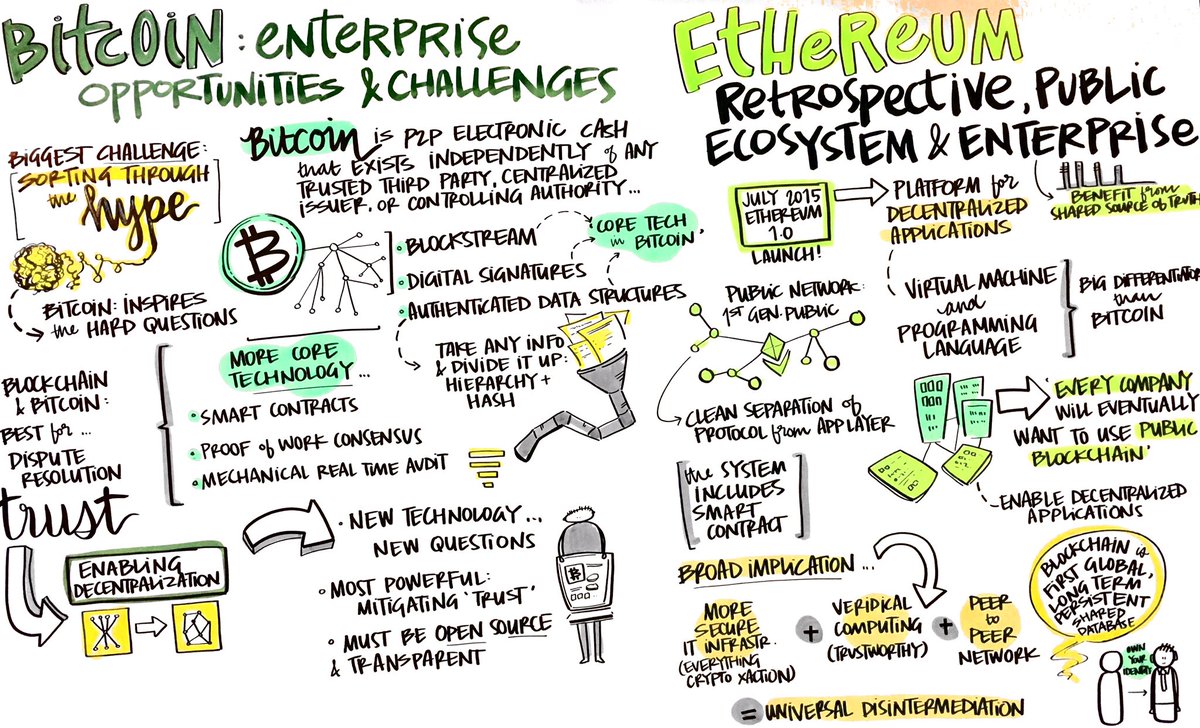 BITCOIN: ENTERPRISE
OPPORTUNITIES & CHALLENGES
BIGGEST CHALLENGE:
SORTING THROUGH
the hype
BITCOIN: INSPIRES
the HARD QUESTIONS
Bitcoin is P2P ELECTRONIC CASH
that EXISTS INDEPENDENTLY of ANY
TRUSTED THIRD PARTY, CENTRALIZED
ISSUER, OR CONTROLLING AUTHORITY...
• BLOCKSTREAM
• DIGITAL SIGNATURES
• AUTHENTICATED DATA STRUCTURES
'CORE TECH
in BITCOIN'
TAKE ANY INFO
& DIVIDE IT UP:
HIERARCHY +
HASH
BLOCKCHAIN
& BITCOIN:
BEST for...
DISPUTE
RESOLUTION
MORE CORE
TECHNOLOGY...
• SMART CONTRACTS
• PROOF of WORK CONSENSUS
• MECHANICAL REAL TIME AUDIT
trust
ENABLING
DECENTRALIZATION
• NEW TECHNOLOGY...
NEW QUESTIONS
• MOST POWERFUL:
MITIGATING 'TRUST'
• MUST BE OPEN SOURCE
& TRANSPARENT
ETHEREUM
RETROSPECTIVE, PUBLIC
ECOSYSTEM & ENTERPRISE
JULY 2015
ETHEREUM
1.0
LAUNCH!
PLATFORM for
DECENTRALIZED
APPLICATIONS
BENEFIT from
SHARED SOURCE of TRUTH
VIRTUAL MACHINE
and
PROGRAMMING
LANGUAGE
BIG DIFFERENTIATOR
than
BITCOIN
PUBLIC NETWORK:
1ST GEN. PUBLIC
CLEAN SEPARATION of
PROTOCOL from APP LAYER
the SYSTEM
INCLUDES
SMART
CONTRACT
'EVERY COMPANY
WILL EVENTUALLY
WANT TO USE PUBLIC
BLOCKCHAIN'
ENABLE DECENTRALIZED
APPLICATIONS
BROAD IMPLICATION...
MORE
SECURE
IT INFRASTR.
(EVERYTHING
CRYPTO XACTION)
+
VERIDICAL
COMPUTING
(TRUSTWORTHY)
+
PEER
to
PEER
NETWORK
= UNIVERSAL DISINTERMEDIATION
BLOCKCHAIN is
FIRST GLOBAL,
LONG TERM
PERSISTENT
SHARED
DATABASE
OWN
YOUR
IDENTITY